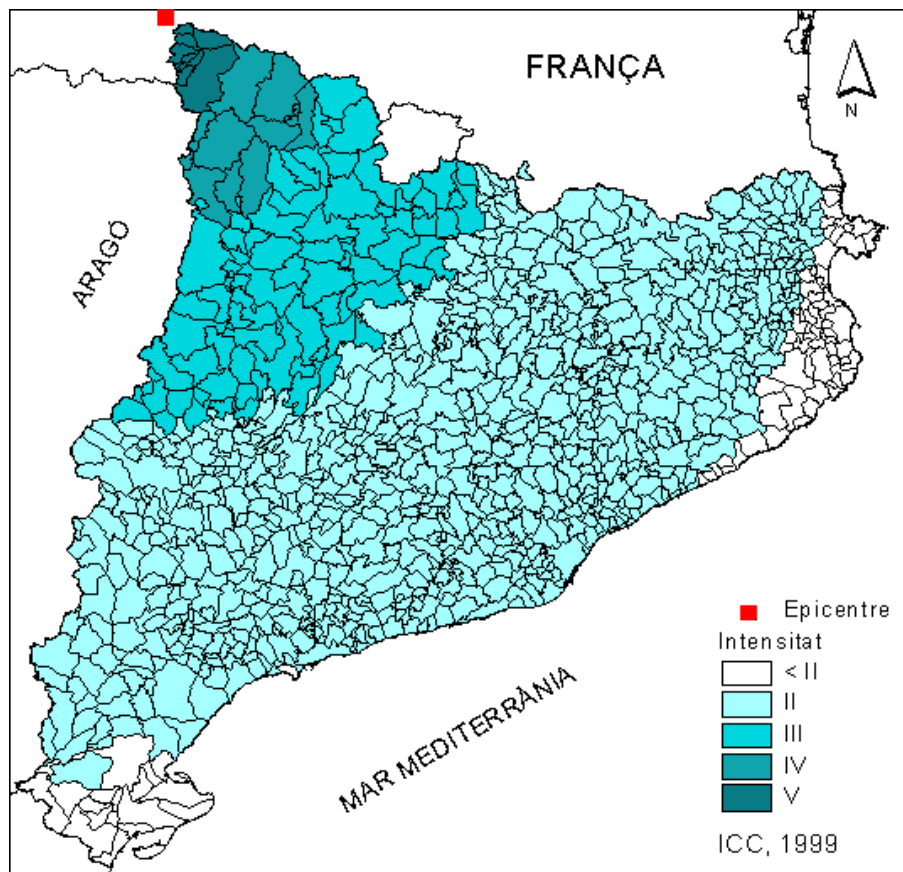 FRANÇA
N
ARAGÓ
MAR MEDITERRÀNIA
Epicentre
Intensitat
< II
II
III
IV
V
ICC, 1999